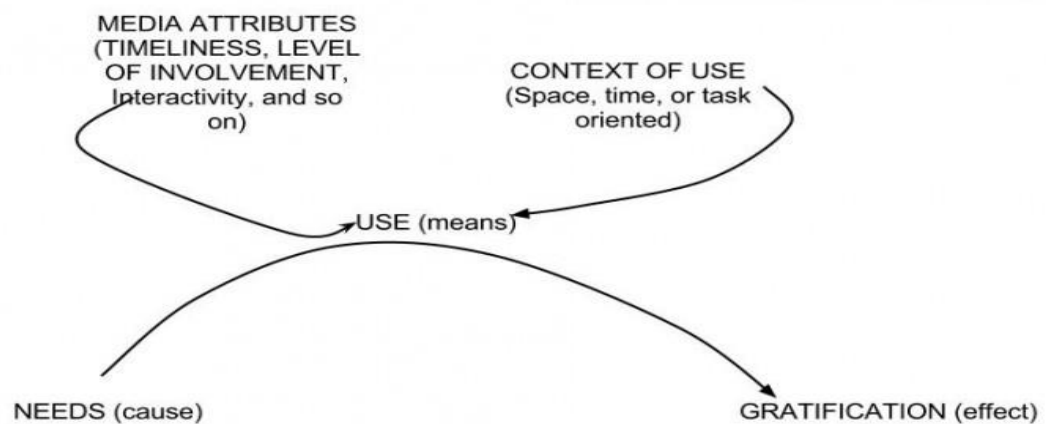 MEDIA ATTRIBUTES
(TIMELINESS, LEVEL
OF INVOLVEMENT,
Interactivity, and so
on)
CONTEXT OF USE
(Space, time, or task
oriented)
USE (means)
NEEDS (cause)
GRATIFICATION (effect)